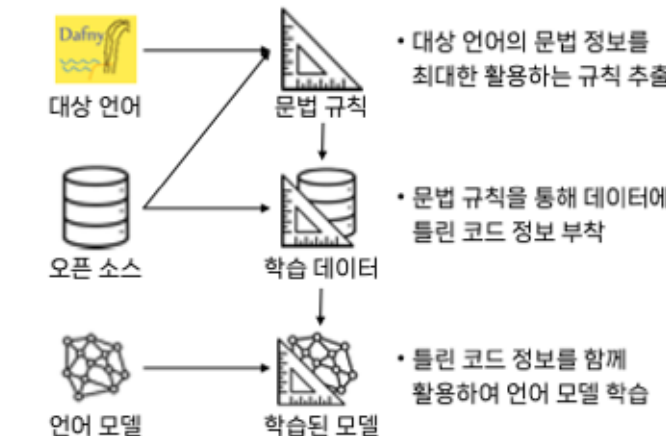 Dafny
대상 언어
문법 규칙
• 대상 언어의 문법 정보를
최대한 활용하는 규칙 추출
오픈 소스
학습 데이터
• 문법 규칙을 통해 데이터에
틀린 코드 정보 부착
언어 모델
학습된 모델
• 틀린 코드 정보를 함께
활용하여 언어 모델 학습